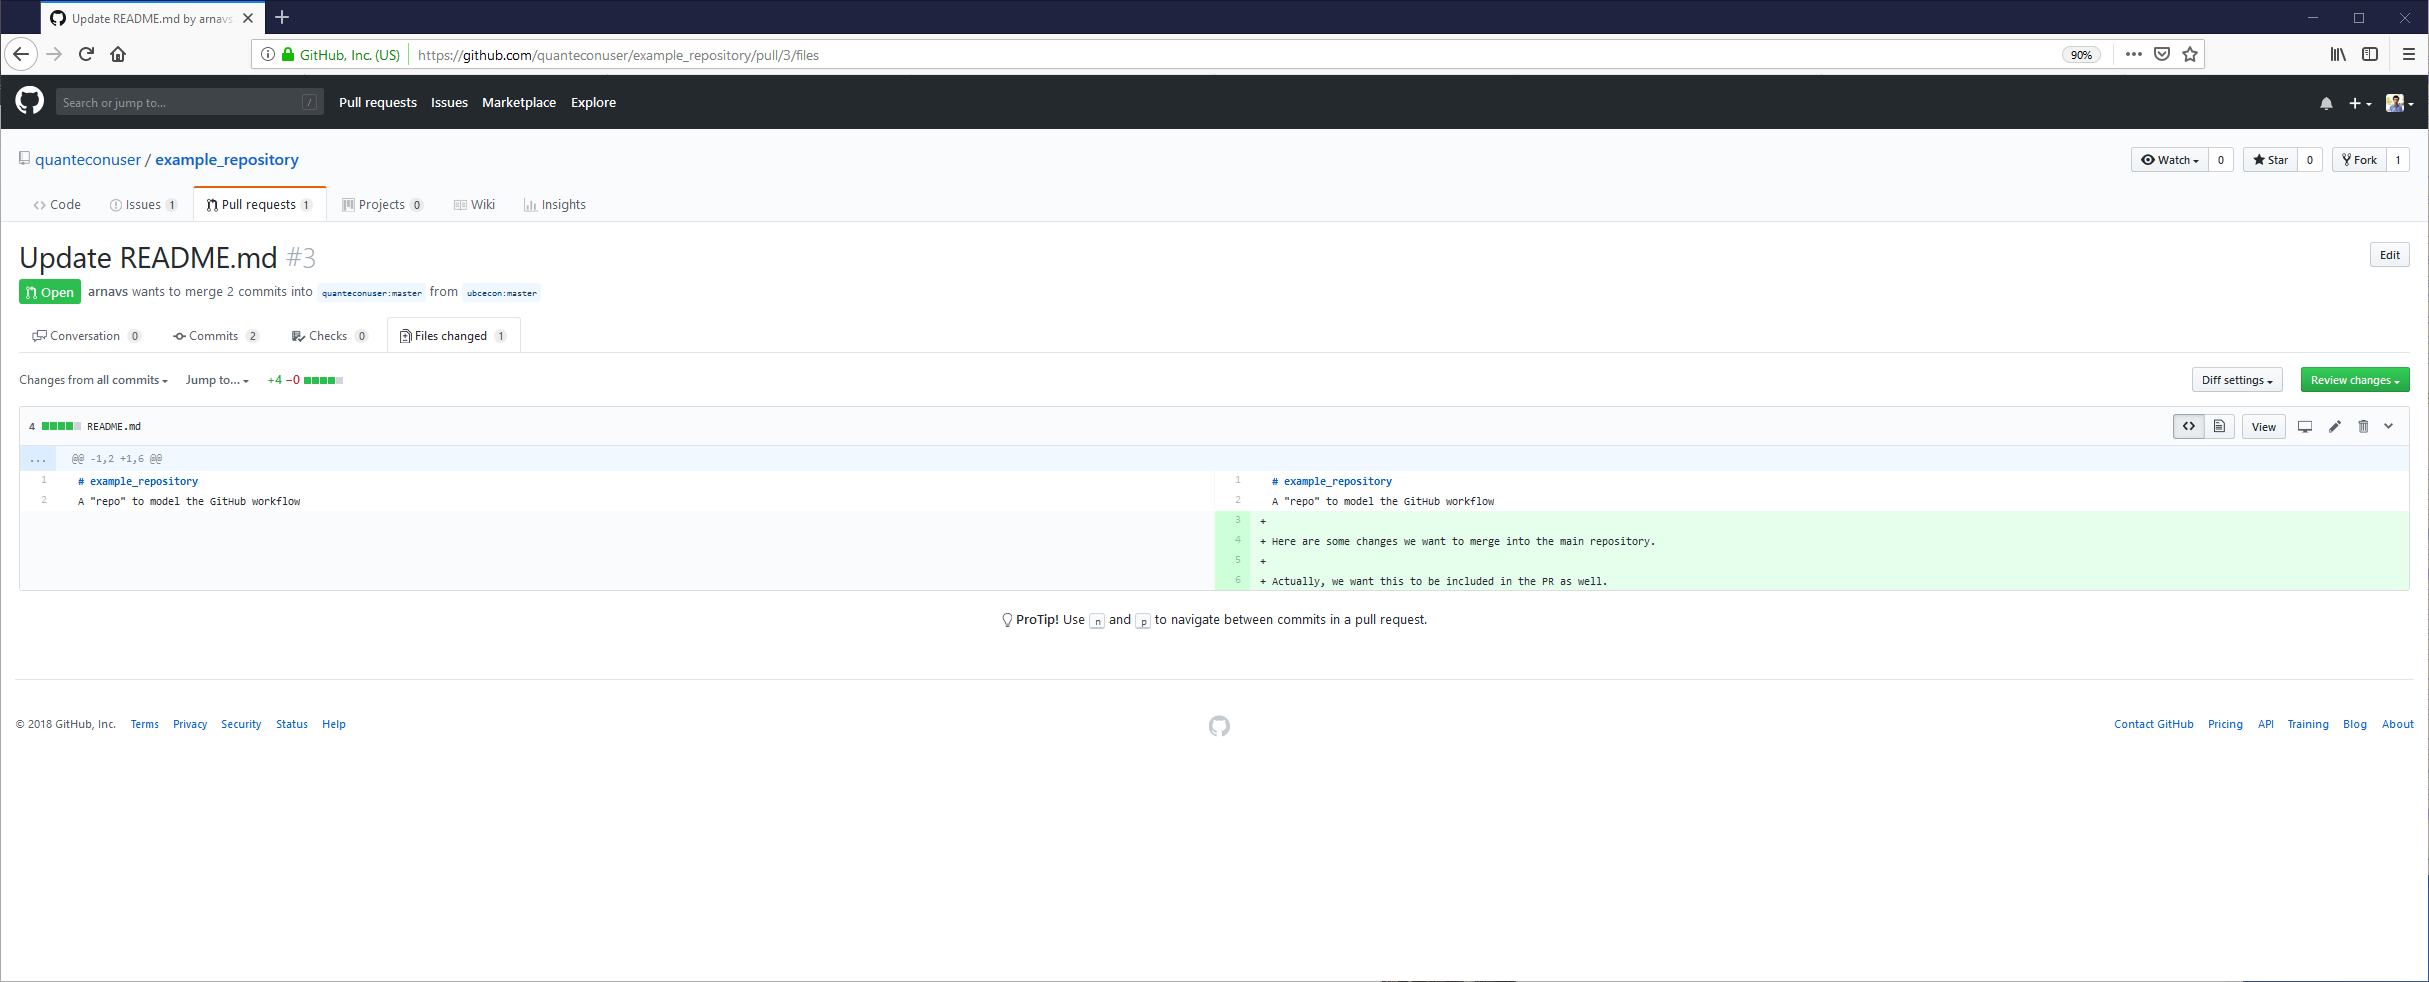 Update README.md by arnavs
GitHub, Inc. (US) https://github.com/quanteconuser/example_repository/pull/3/files 90%
Search or jump to... / Pull requests Issues Marketplace Explore
quanteconuser / example_repository Watch 0 Star 0 Fork 1
Code Issues 1 Pull requests 1 Projects 0 Wiki Insights
Update README.md #3 Edit
Open arnavs wants to merge 2 commits into quanteconuser:master from ubcecon:master
Conversation 0 Commits 2 Checks 0 Files changed 1
Changes from all commits Jump to... +4 −0 Diff settings Review changes
4 README.md <> View
... @@ -1,2 +1,6 @@
1 # example_repository 1 # example_repository
2 A "repo" to model the GitHub workflow 2 A "repo" to model the GitHub workflow
3 +
4 + Here are some changes we want to merge into the main repository.
5 +
6 + Actually, we want this to be included in the PR as well.
ProTip! Use n and p to navigate between commits in a pull request.
© 2018 GitHub, Inc. Terms Privacy Security Status Help Contact GitHub Pricing API Training Blog About